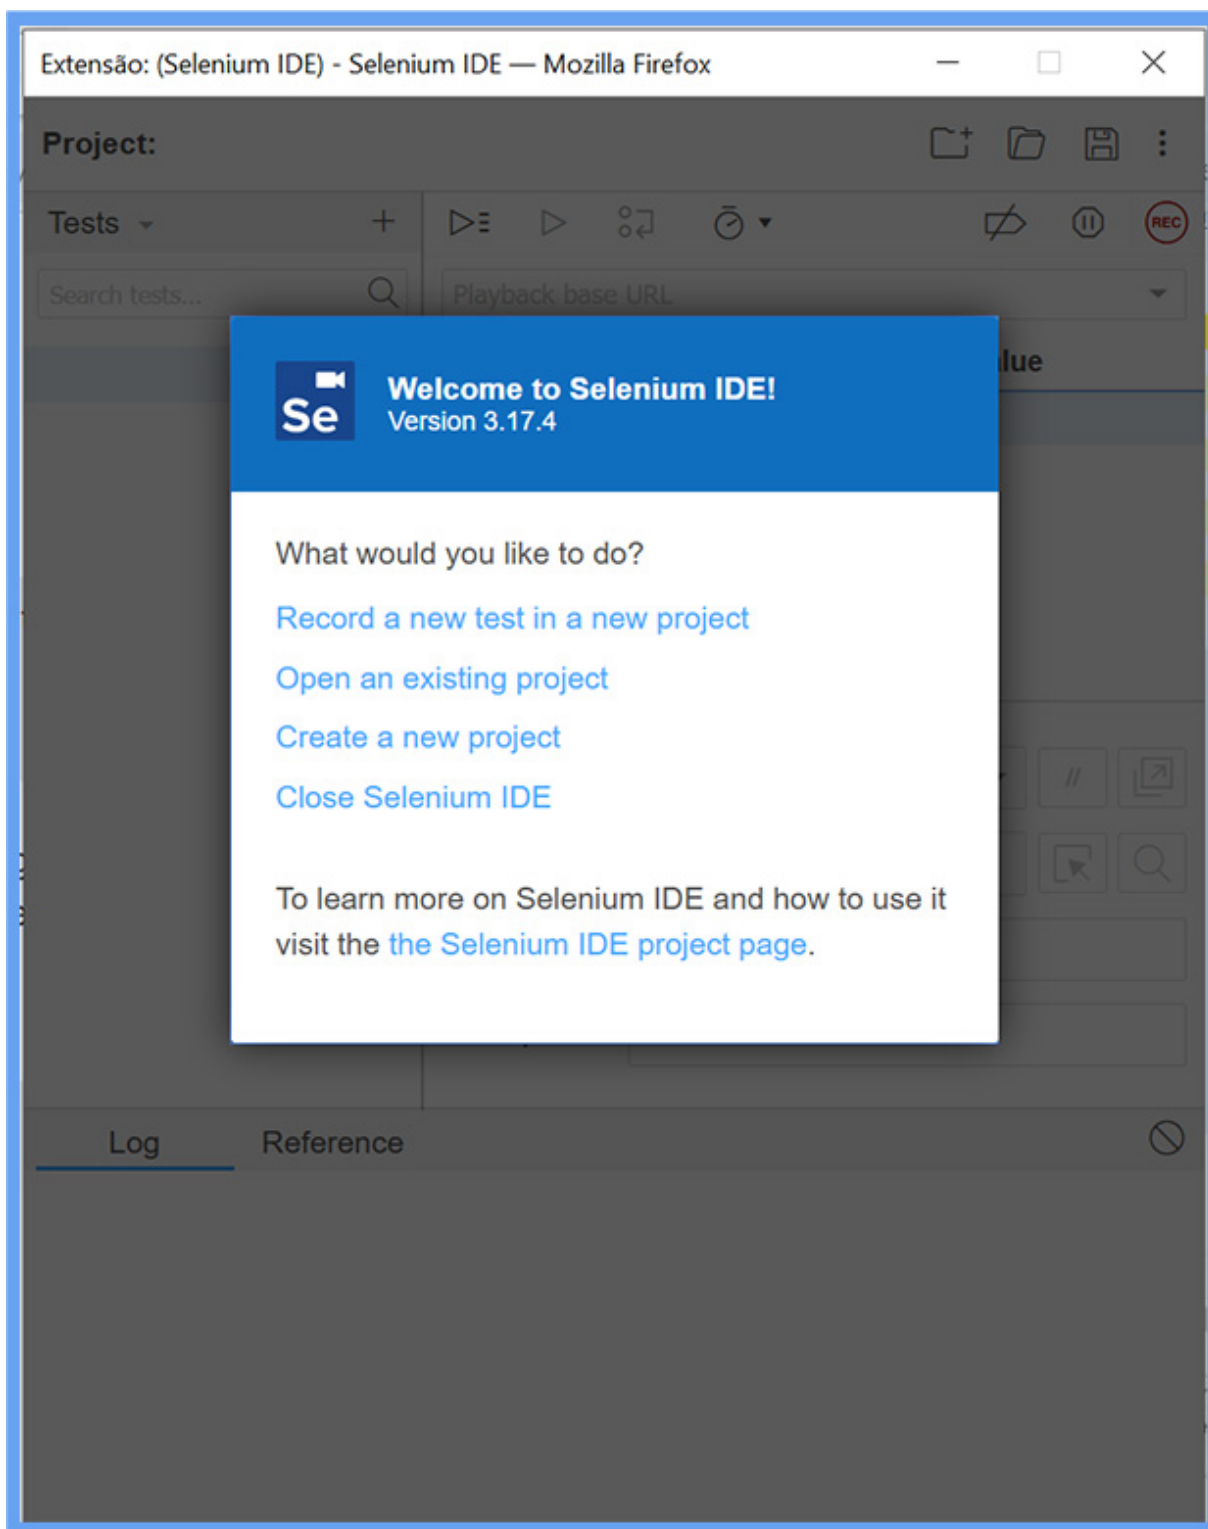 Extensão: (Selenium IDE) - Selenium IDE — Mozilla Firefox
Project:
Tests
REC
Search tests...
Playback base URL
Se
Welcome to Selenium IDE!
Version 3.17.4
What would you like to do?
Record a new test in a new project
Open an existing project
Create a new project
Close Selenium IDE
//
To learn more on Selenium IDE and how to use it
visit the the Selenium IDE project page.
Log Reference